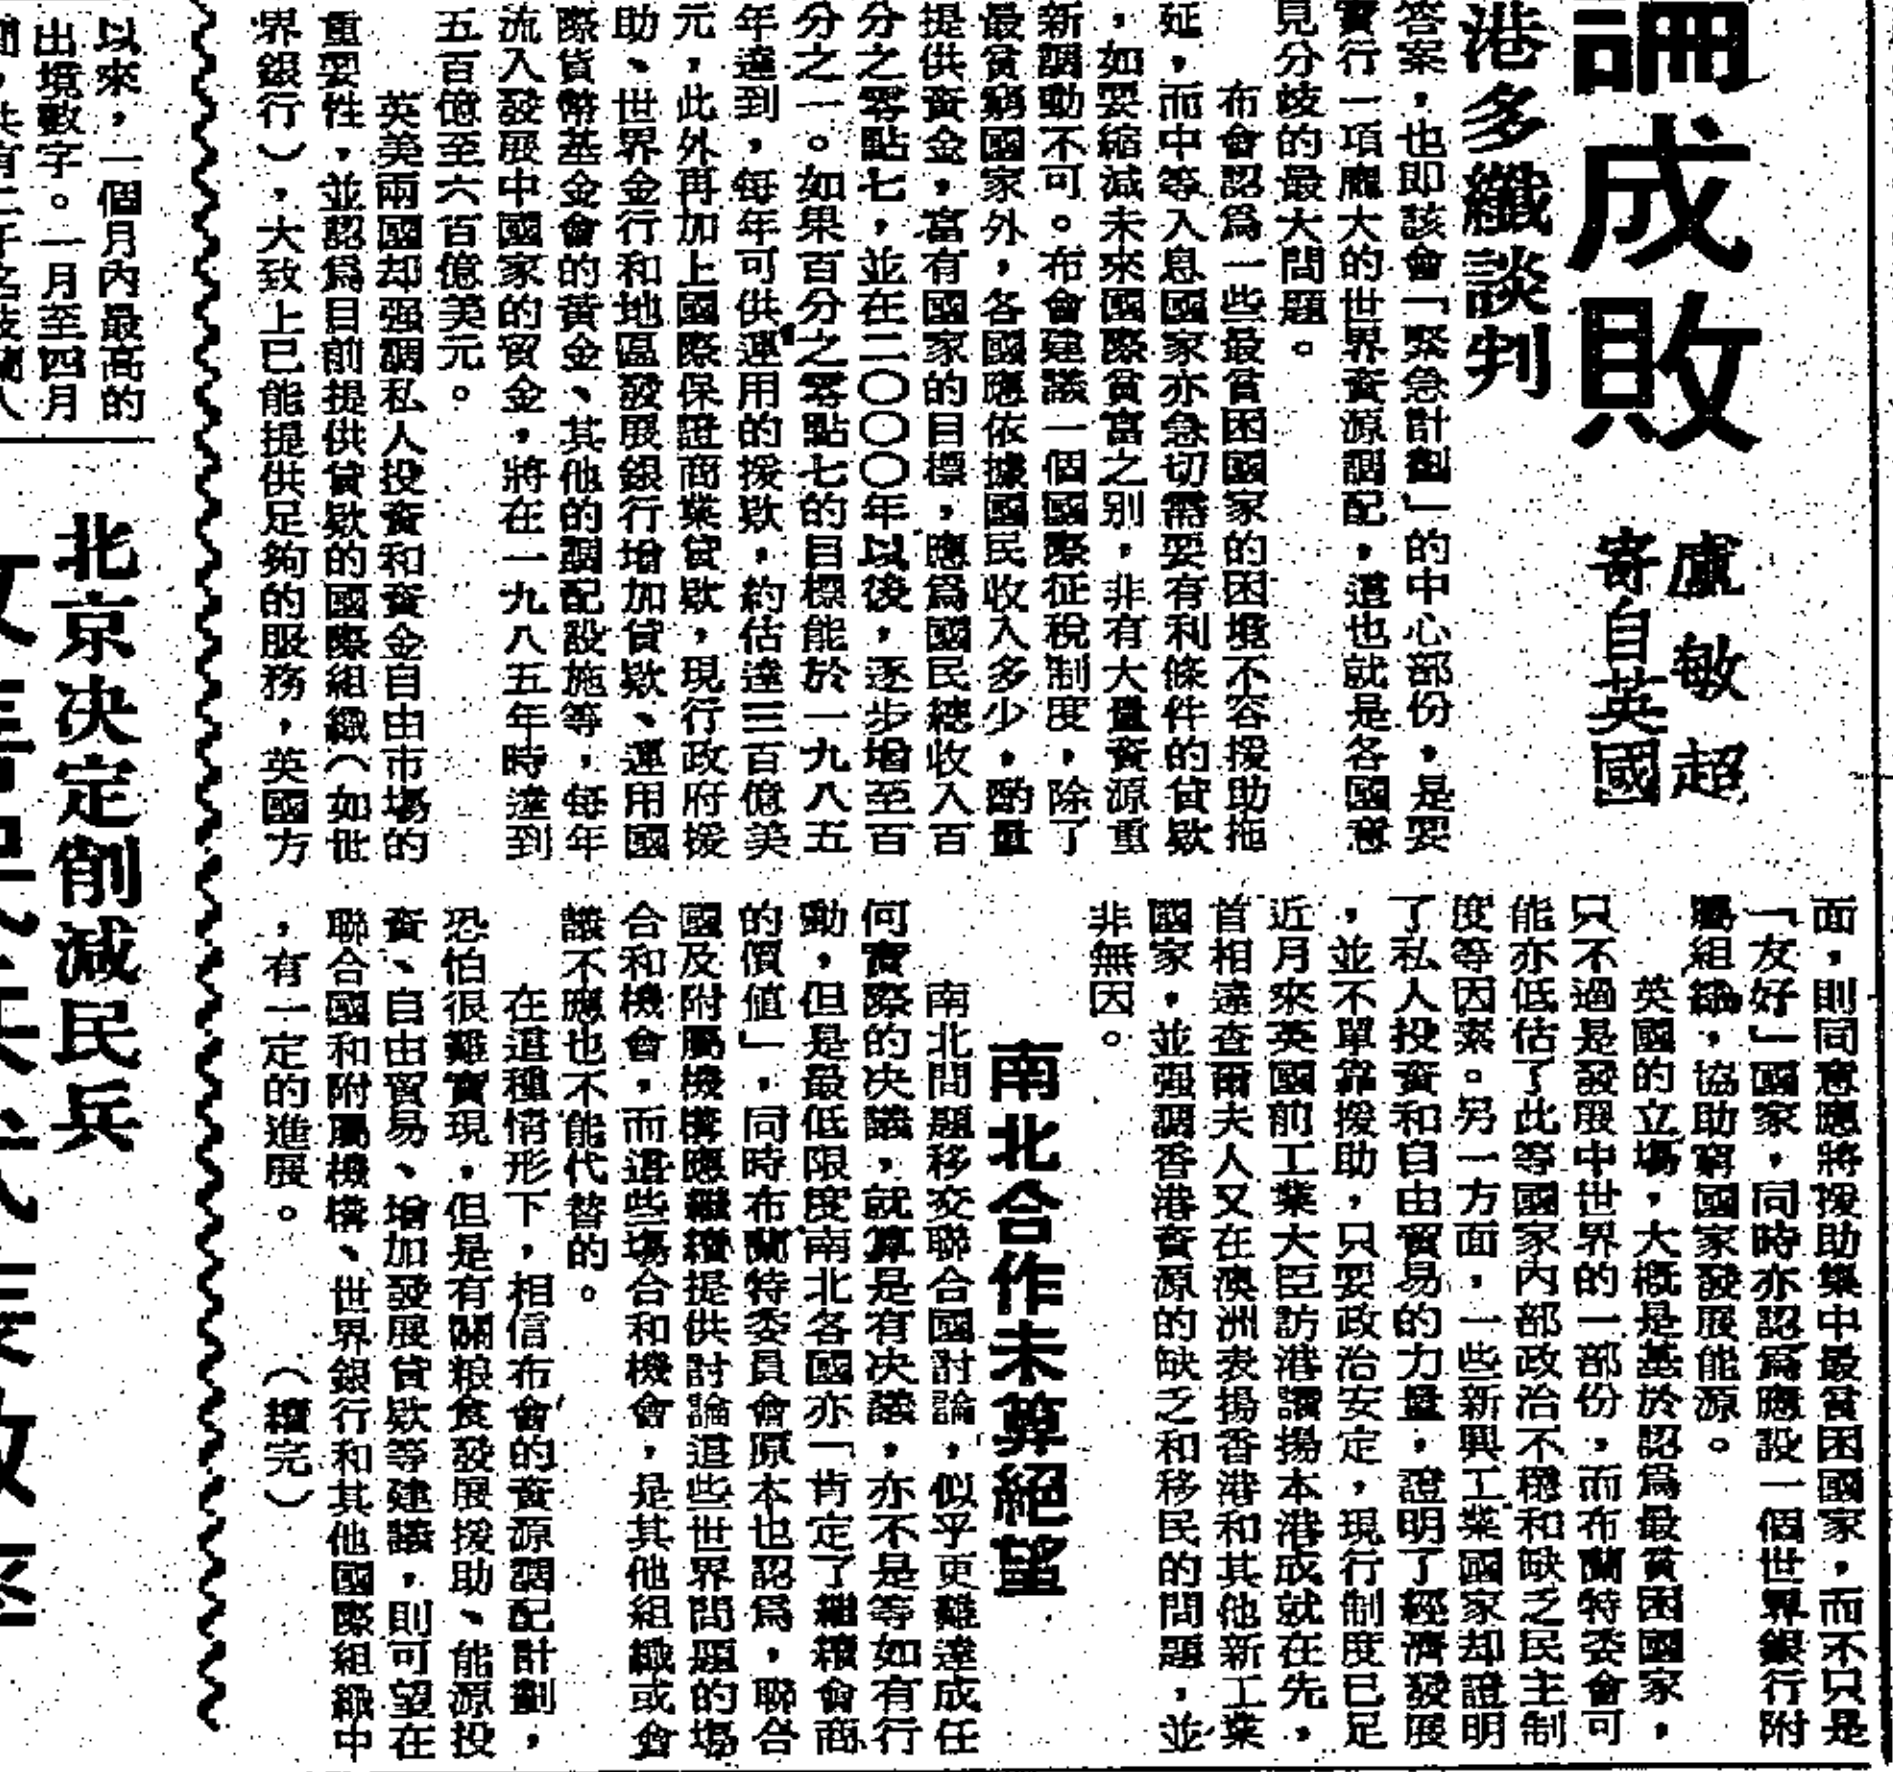 論成敗
盧敏超
寄自英國
港多纖談判
答案，也即該會「緊急計劃」的中心部份，是要
實行一項龐大的世界資源調配，這也就是各國意
見分歧的最大問題。
布會認爲一些最貧困國家的困境不容援助拖
延，而中等入息國家亦急切需要有利條件的貸欵
，如要縮減未來國際貧富之別，非有大量資源重
新調動不可。布會建議一個國際征稅制度，除了
最貧窮國家外，各國應依據國民收入多少，酌量
提供資金，富有國家的目標，應爲國民總收入百
分之零點七，並在二〇〇〇年以後，逐步增至百
分之一。如果百分之零點七的目標能於一九八五
年達到，每年可供運用的援欵，約估達三百億美
元，此外再加上國際保證商業貸欵，現行政府援
助、世界金行和地區發展銀行增加貸欵、運用國
際貨幣基金會的黃金、其他的調配設施等，每年
流入發展中國家的資金，將在一九八五年時達到
五百億至六百億美元。
英美兩國却强調私人投資和資金自由市場的
重要性，並認爲目前提供貸欵的國際組織（如世
界銀行），大致上已能提供足夠的服務，英國方
面，則同意應將援助集中最貧困國家，而不只是
「友好」國家，同時亦認爲應設一個世界銀行附
屬組織，協助窮國家發展能源。
英國的立場，大概是基於認爲最貧困國家，
只不過是發展中世界的一部份，而布蘭特委會可
能亦低估了此等國家內部政治不穩和缺乏民主制
度等因素。另一方面，一些新興工業國家却證明
了私人投資和自由貿易的力量，證明了經濟發展
，並不單靠援助，只要政治安定，現行制度已足
近月來英國前工業大臣訪港讚揚本港成就在先，
首相達查爾夫人又在澳洲表揚香港和其他新工業
國家，並强調香港資源的缺乏和移民的問題，並
非無因。
南北合作未算絕望
南北問題移交聯合國討論，似乎更難達成任
何實際的決議，就算是有決議，亦不是等如有行
動，但是最低限度南北各國亦「肯定了繼續會商
的價值」，同時布蘭特委員會原本也認爲，聯合
國及附屬機構應繼續提供討論這些世界問題的場
合和機會，而這些場合和機會，是其他組織或會
議不應也不能代替的。
在這種情形下，相信布會的資源調配計劃，
恐怕很難實現，但是有關粮食發展援助、能源投
資、自由貿易、增加發展貸欵等建議，則可望在
聯合國和附屬機構、世界銀行和其他國際組織中
，有一定的進展。　（續完）
以來，一個月內最高的
出境數字。一月至四月
北京決定削減民兵